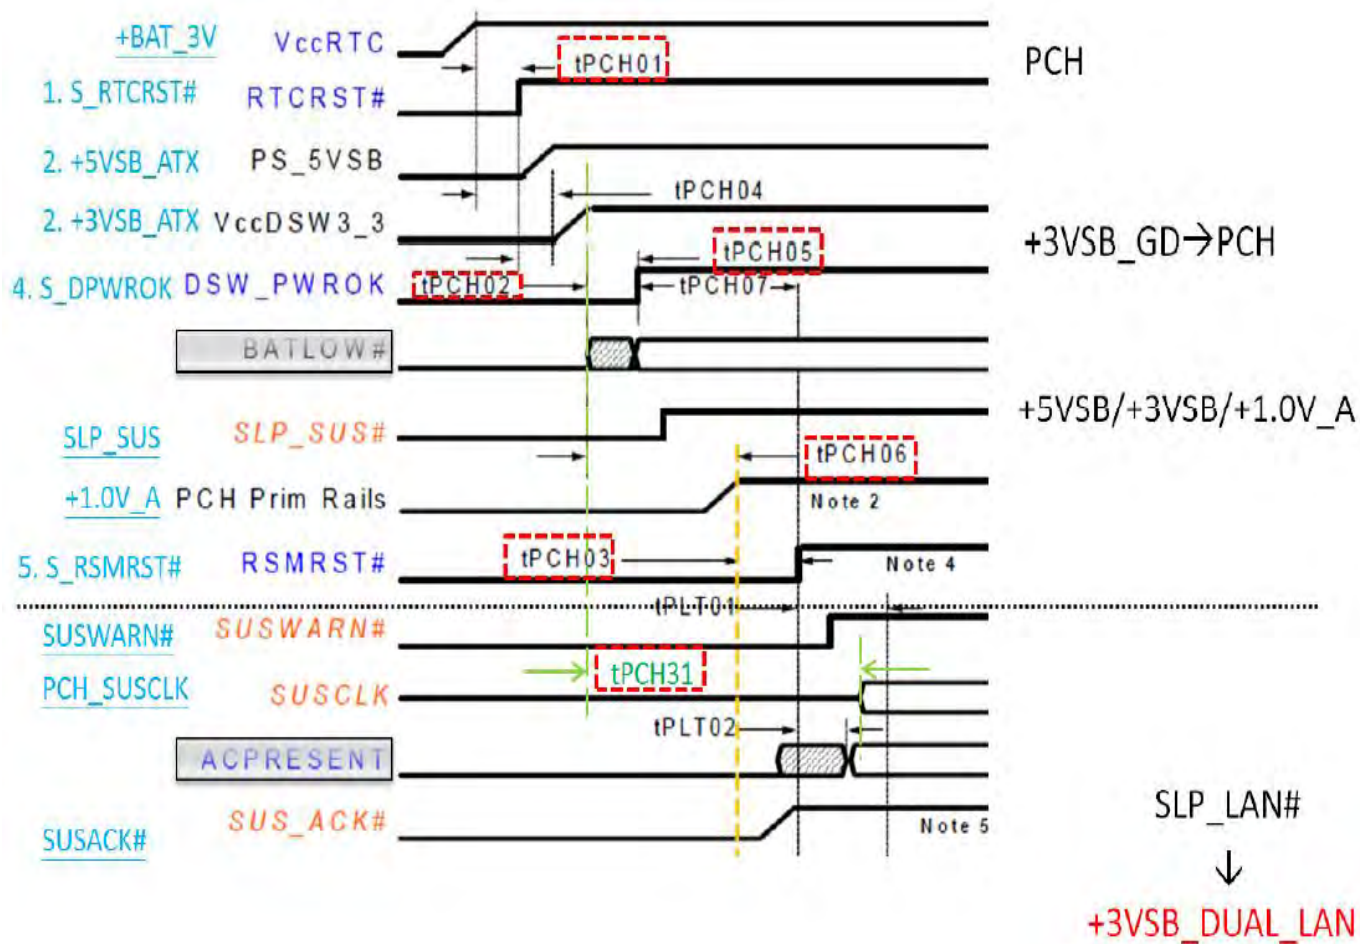 +BAT_3V VccRTC tPCH01 PCH
1. S_RTCRST# RTCRST#
2. +5VSB_ATX PS_5VSB
2. +3VSB_ATX VccDSW3_3 tPCH04
tPCH05 +3VSB_GD→PCH
4. S_DPWROK DSW_PWROK tPCH02 tPCH07
BATLOW#
SLP_SUS SLP_SUS# +5VSB/+3VSB/+1.0V_A
tPCH06
+1.0V_A PCH Prim Rails Note 2
5. S_RSMRST# RSMRST# tPCH03 Note 4
tPLT01
SUSWARN# SUSWARN#
tPCH31
PCH_SUSCLK SUSCLK
tPLT02
ACPRESENT
SUSACK# SUS_ACK# Note 5
SLP_LAN#
↓
+3VSB_DUAL_LAN